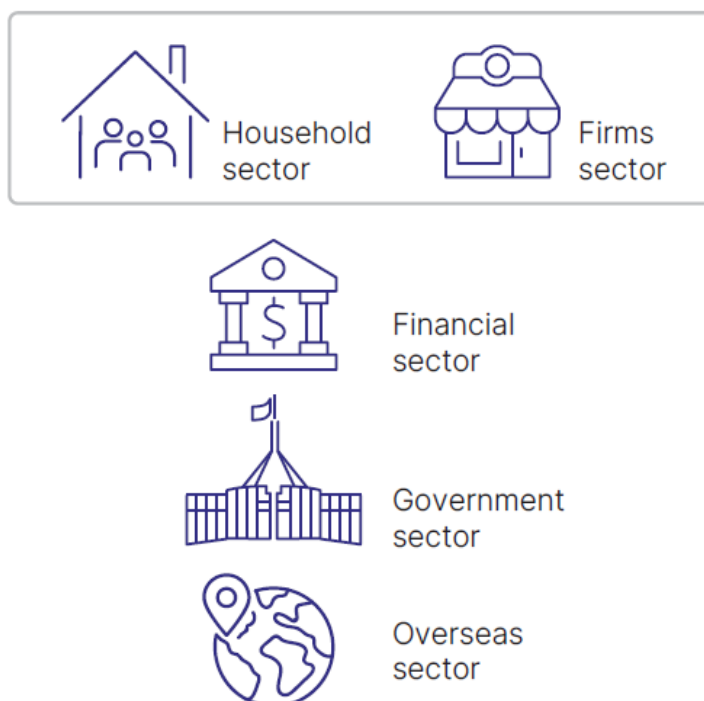 Household
sector
Firms
sector
$
Financial
sector
Government
sector
Overseas
sector